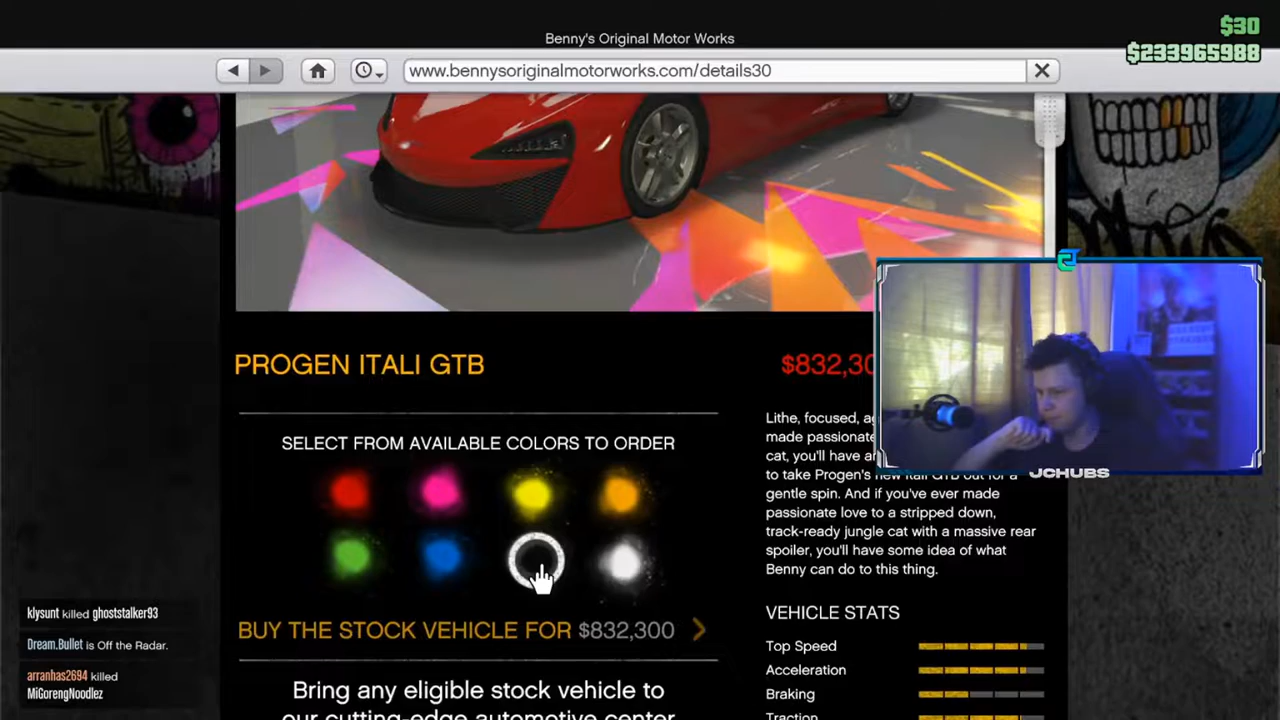 $30
$233965988
Benny's Original Motor Works
www.bennysoriginalmotorworks.com/details30
PROGEN ITALI GTB
$832,30
SELECT FROM AVAILABLE COLORS TO ORDER
BUY THE STOCK VEHICLE FOR $832,300
Bring any eligible stock vehicle to
our cutting-edge automotive center
Lithe, focused,
made passionate
cat, you'll have
to take Progen's new Itali GTB out for a
gentle spin. And if you've ever made
passionate love to a stripped down,
track-ready jungle cat with a massive rear
spoiler, you'll have some idea of what
Benny can do to this thing.
VEHICLE STATS
Top Speed
Acceleration
Braking
Traction
JCHUBS
klysunt killed ghoststalker93
Dream.Bullet is Off the Radar.
arranhas2694 killed
MiGorengNoodlez